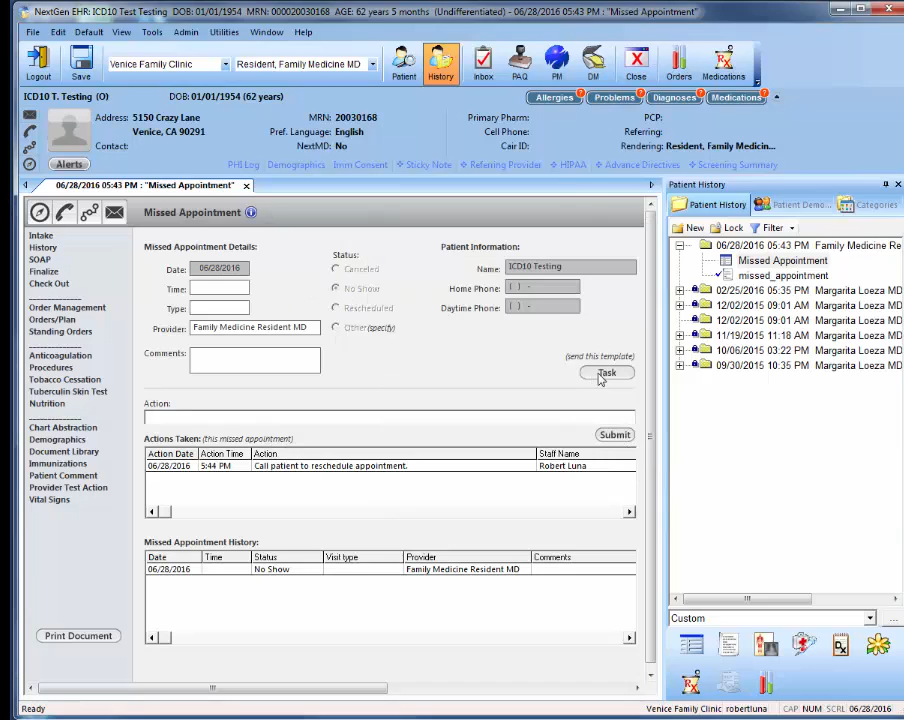 NextGen EHR: ICD10 Test Testing  DOB: 01/01/1954  MRN: 000020030168  AGE: 62 years 5 months  (Undifferentiated) - 06/28/2016 05:43 PM : "Missed Appointment"
File Edit Default View Tools Admin Utilities Window Help
Venice Family Clinic
Resident, Family Medicine MD
Logout Save Patient History Inbox PAQ PM DM Close Orders Medications
ICD10 T. Testing (O) DOB: 01/01/1954 (62 years) Allergies ? Problems ? Diagnoses ? Medications ?
Address: 5150 Crazy Lane MRN: 20030168 Primary Pharm: PCP:
Venice, CA 90291 Pref. Language: English Cell Phone: Referring:
Contact: NextMD: No Cair ID: Rendering: Resident, Family Medicin...
Alerts PHI Log Demographics Imm Consent Sticky Note Referring Provider HIPAA Advance Directives Screening Summary
06/28/2016 05:43 PM : "Missed Appointment"
Missed Appointment
Intake
History
SOAP
Finalize
Check Out
Order Management
Orders/Plan
Standing Orders
Anticoagulation
Procedures
Tobacco Cessation
Tuberculin Skin Test
Nutrition
Chart Abstraction
Demographics
Document Library
Immunizations
Patient Comment
Provider Test Action
Vital Signs
Print Document
Missed Appointment Details:
Date: 06/28/2016
Time:
Type:
Provider: Family Medicine Resident MD
Comments:
Status:
Canceled
No Show
Rescheduled
Other (specify)
Patient Information:
Name: ICD10 Testing
Home Phone: ( ) -
Daytime Phone: ( ) -
(send this template)
Task
Action:
Submit
Actions Taken: (this missed appointment)
Action Date Action Time Action Staff Name
06/28/2016 5:44 PM Call patient to reschedule appointment. Robert Luna
Missed Appointment History:
Date Time Status Visit type Provider Comments
06/28/2016 No Show Family Medicine Resident MD
Patient History
Patient History Patient Demo... Categories
New Lock Filter
06/28/2016 05:43 PM Family Medicine Re
Missed Appointment
missed_appointment
02/25/2016 05:35 PM Margarita Loeza MD
12/02/2015 09:01 AM Margarita Loeza MD
12/02/2015 09:01 AM Margarita Loeza MD
11/19/2015 11:18 AM Margarita Loeza MD
10/06/2015 03:22 PM Margarita Loeza MD
09/30/2015 10:35 PM Margarita Loeza MD
Custom
...
Ready Venice Family Clinic robertluna CAP NUM SCRL 06/28/2016